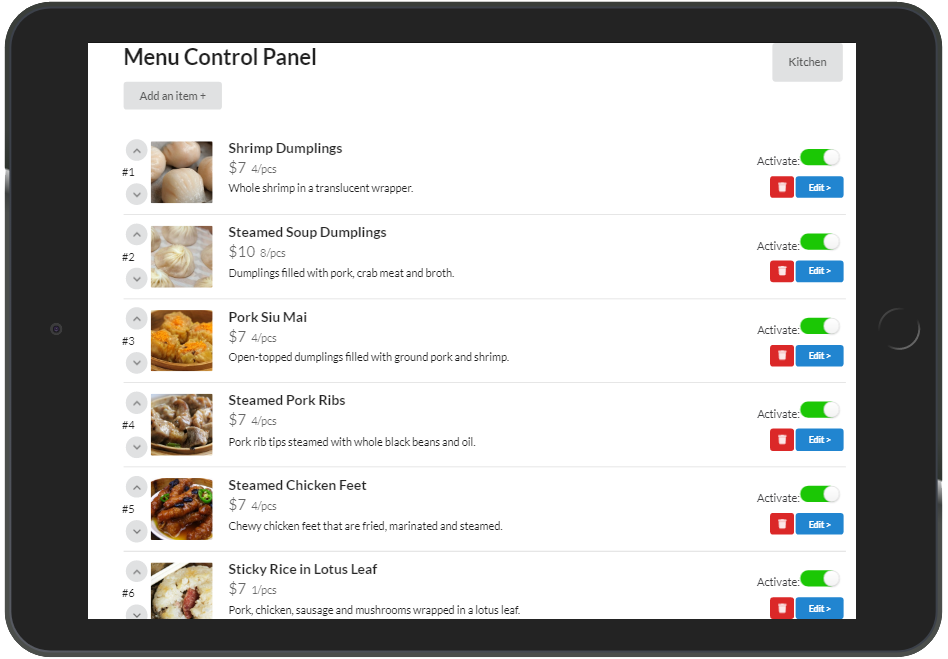 Menu Control Panel
Kitchen
Add an item +
Shrimp Dumplings
#1
$7 4/pcs
Whole shrimp in a translucent wrapper.
Activate:
Edit >
Steamed Soup Dumplings
#2
$10 8/pcs
Dumplings filled with pork, crab meat and broth.
Activate:
Edit >
Pork Siu Mai
#3
$7 4/pcs
Open-topped dumplings filled with ground pork and shrimp.
Activate:
Edit >
Steamed Pork Ribs
#4
$7 4/pcs
Pork rib tips steamed with whole black beans and oil.
Activate:
Edit >
Steamed Chicken Feet
#5
$7 4/pcs
Chewy chicken feet that are fried, marinated and steamed.
Activate:
Edit >
Sticky Rice in Lotus Leaf
#6
$7 1/pcs
Pork, chicken, sausage and mushrooms wrapped in a lotus leaf.
Activate:
Edit >